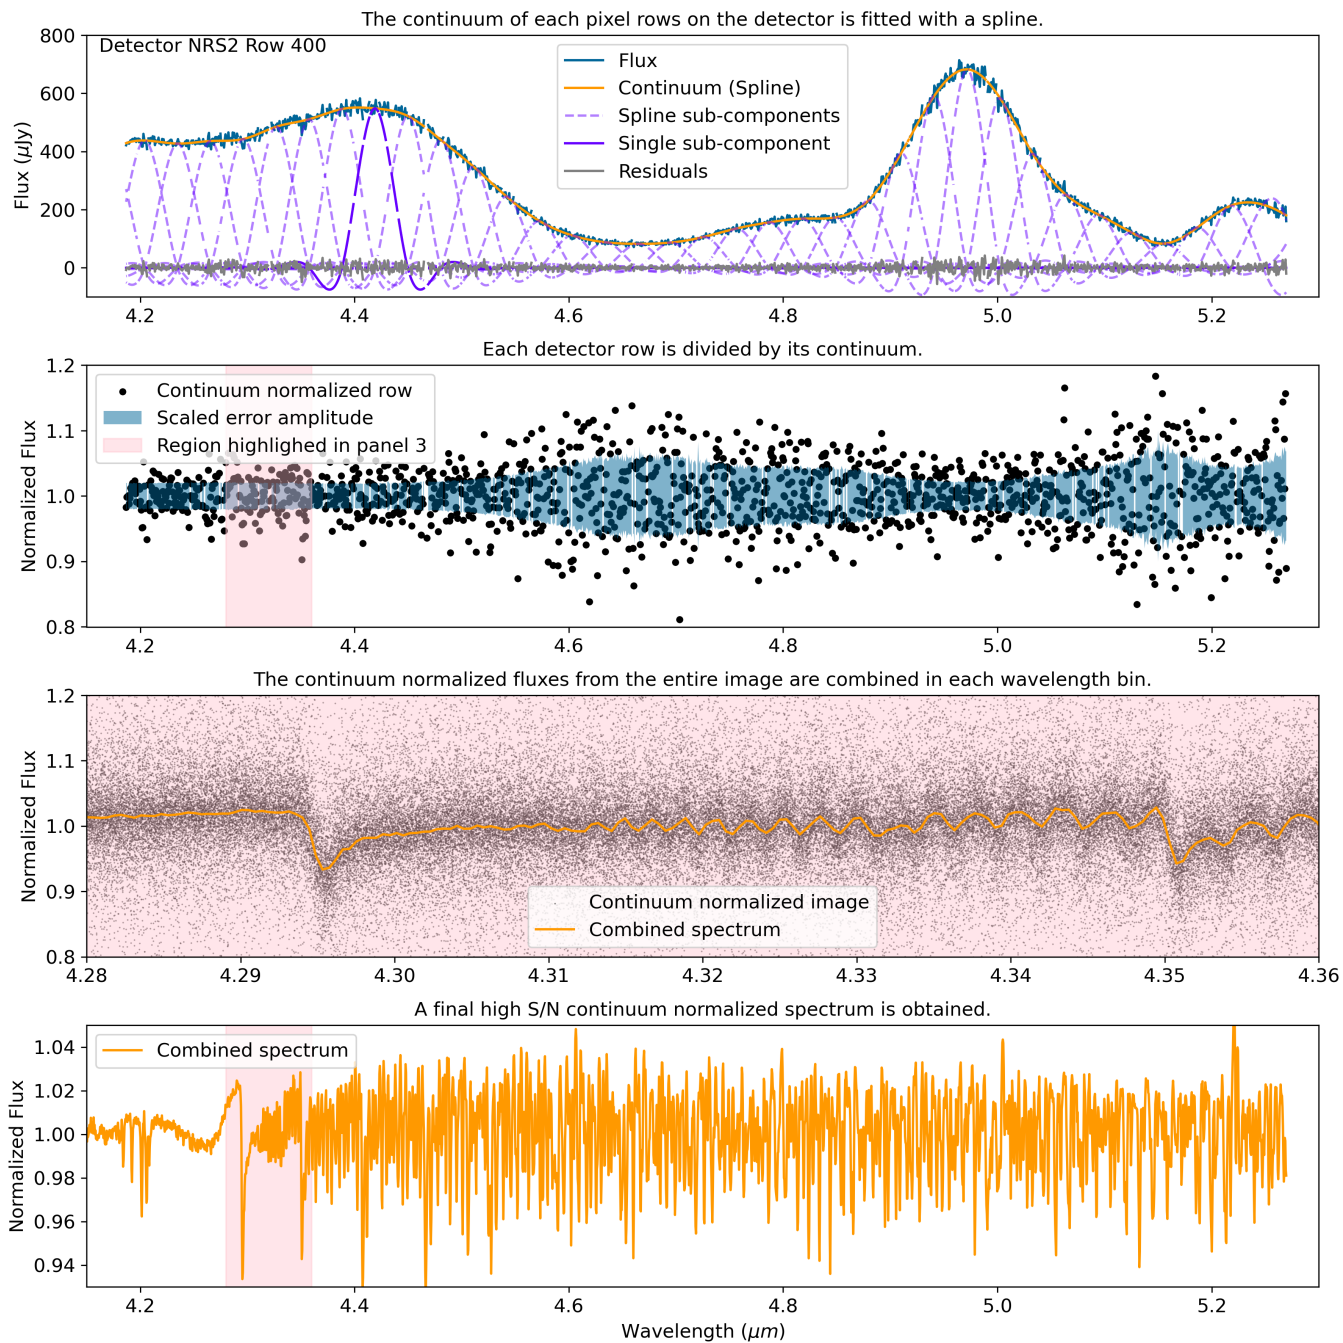 The continuum of each pixel rows on the detector is fitted with a spline.
Detector NRS2 Row 400
Flux
Continuum (Spline)
Spline sub-components
Single sub-component
Residuals
Flux (μJy)
800
600
400
200
0
4.2 4.4 4.6 4.8 5.0 5.2
Each detector row is divided by its continuum.
Continuum normalized row
Scaled error amplitude
Region highlighed in panel 3
Normalized Flux
1.2
1.1
1.0
0.9
0.8
4.2 4.4 4.6 4.8 5.0 5.2
The continuum normalized fluxes from the entire image are combined in each wavelength bin.
Normalized Flux
1.2
1.1
1.0
0.9
0.8
Continuum normalized image
Combined spectrum
4.28 4.29 4.30 4.31 4.32 4.33 4.34 4.35 4.36
A final high S/N continuum normalized spectrum is obtained.
Combined spectrum
Normalized Flux
1.04
1.02
1.00
0.98
0.96
0.94
4.2 4.4 4.6 4.8 5.0 5.2
Wavelength (μm)